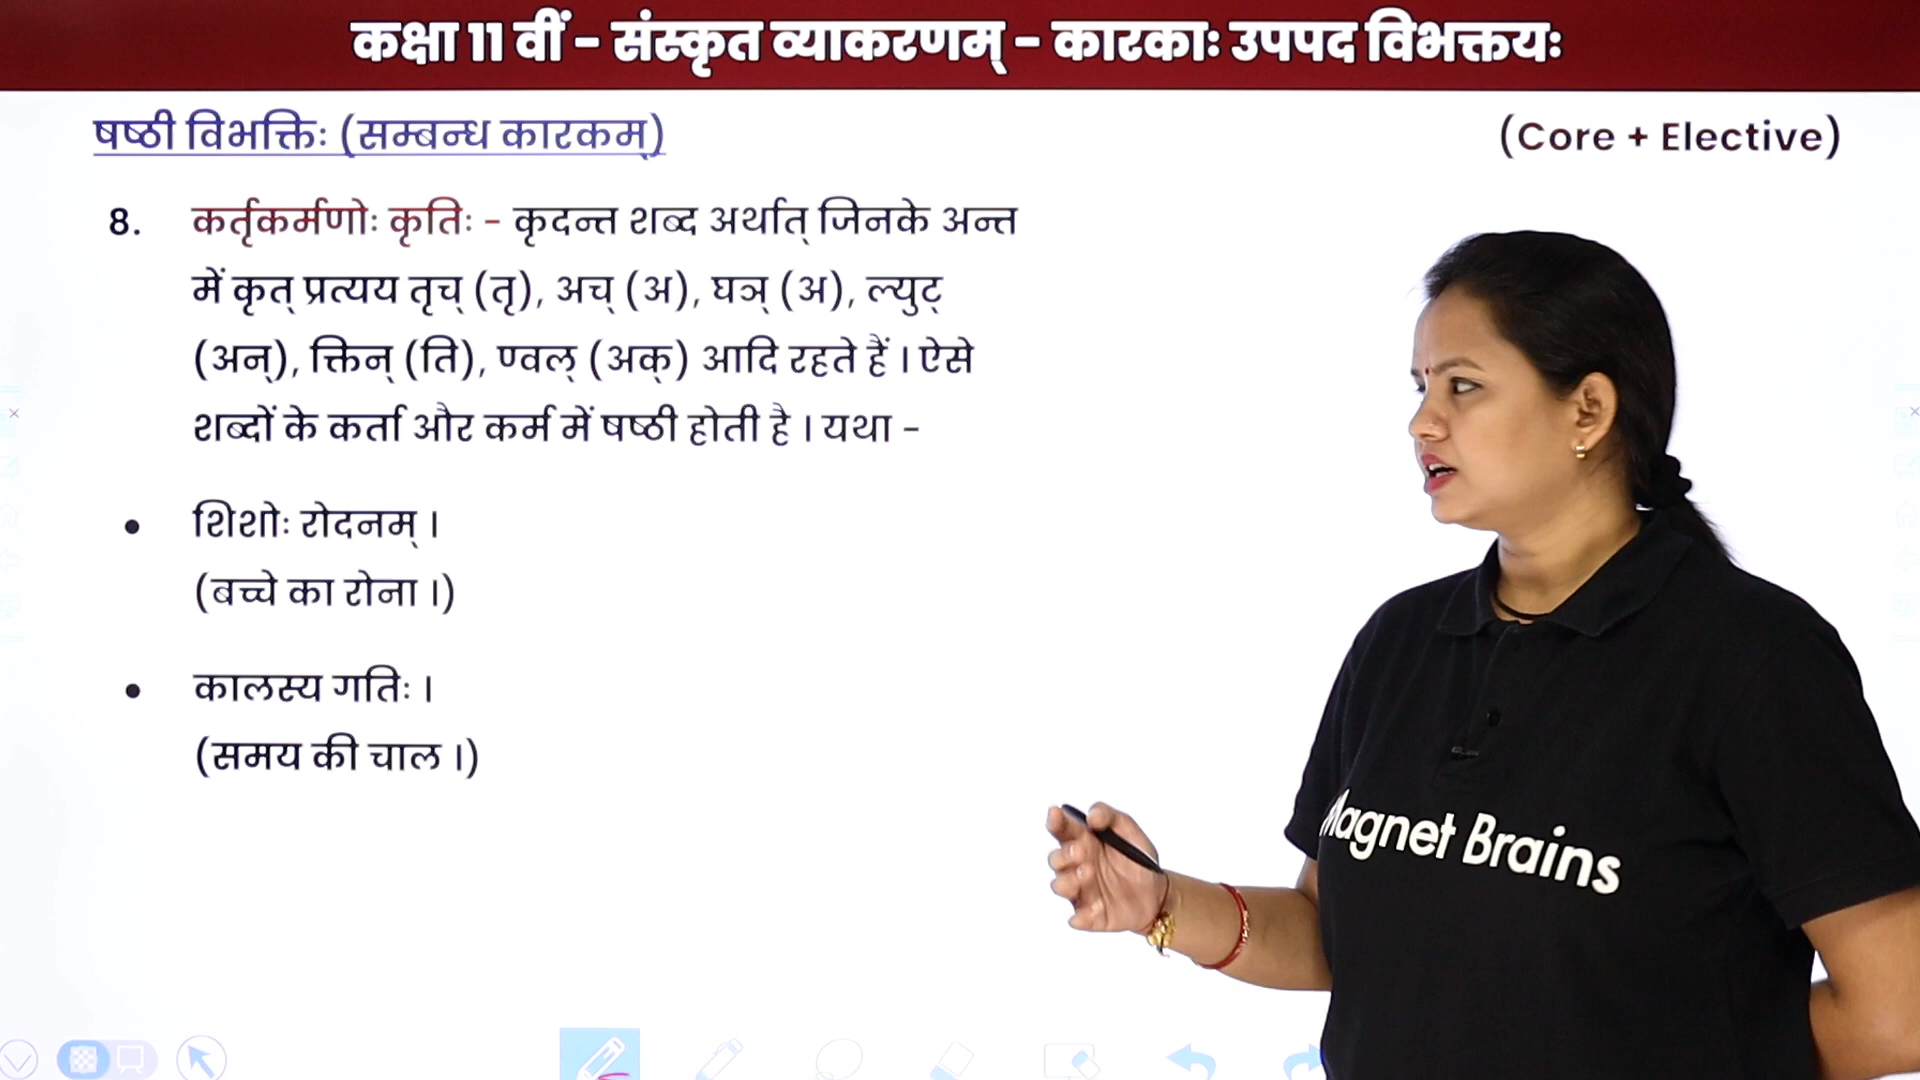 कक्षा 11 वीं - संस्कृत व्याकरणम् - कारकाः उपपद विभक्तयः
षष्ठी विभक्तिः (सम्बन्ध कारकम्)
(Core + Elective)
8. कर्तृकर्मणोः कृतिः - कृदन्त शब्द अर्थात् जिनके अन्त
में कृत् प्रत्यय तृच् (तृ), अच् (अ), घञ् (अ), ल्युट्
(अन्), क्तिन् (ति), ण्वल् (अक्) आदि रहते हैं । ऐसे
शब्दों के कर्ता और कर्म में षष्ठी होती है । यथा -
• शिशोः रोदनम् ।
(बच्चे का रोना ।)
• कालस्य गतिः ।
(समय की चाल ।)
Magnet Brains